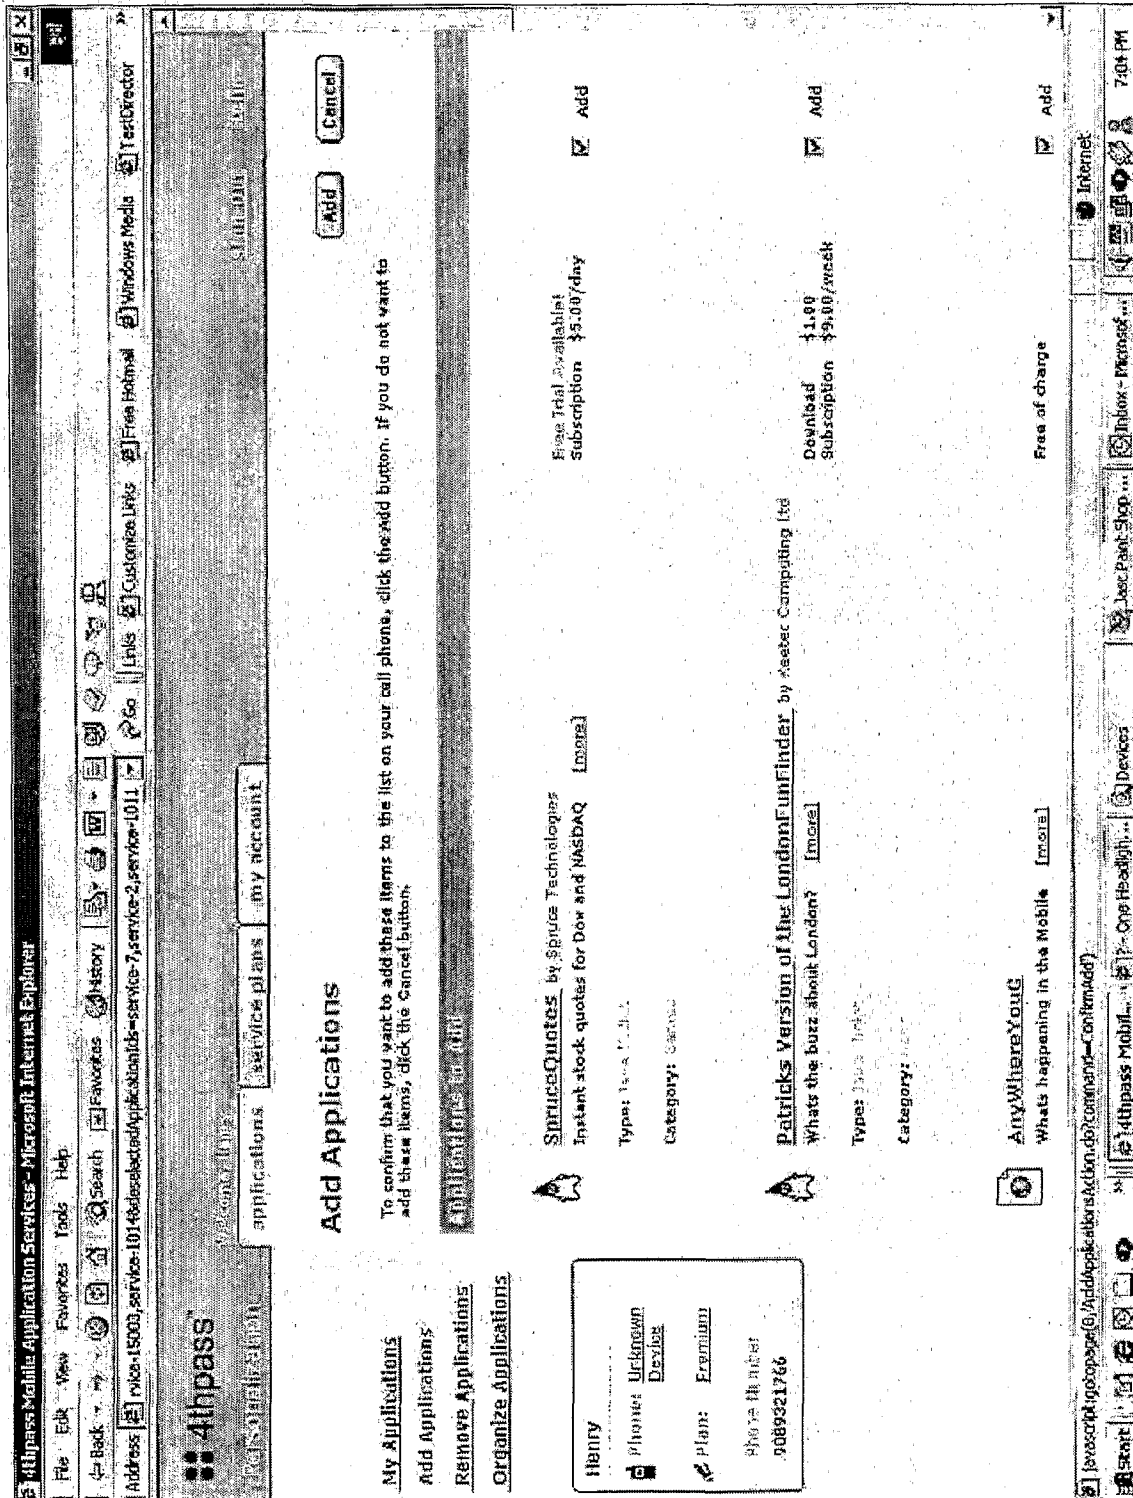 4thpass Mobile Application Services - Microsoft Internet Explorer
File Edit View Favorites Tools Help
Back Search Favorites History
Address rvice-15003,service-1014&deselectedApplicationIds=service-7,service-2,service-1011 Go Links Customize Links Free Hotmail Windows Media TestDirector
4thpass™
applications service plans my account
My Applications
Add Applications
Remove Applications
Organize Applications
Henry
Phone: Unknown Device
Plan: Premium
Phone Number
9089321766
Add Applications
Add Cancel
To confirm that you want to add these items to the list on your cell phone, click the Add button. If you do not want to
add these items, click the Cancel button.
Applications to Add
SpruceQuotes by Spruce Technologies
Instant stock quotes for Dow and NASDAQ [more]
Type:
Category:
Free Trial Available!
Subscription $5.00/day
Add
Patricks Version of the LondonFunFinder by Keetec Computing Ltd
Whats the buzz about London? [more]
Type:
Category:
Download $1.00
Subscription $9.00/week
Add
AnyWhereYouG
Whats happening in the Mobile [more]
Free of charge
Add
javascript:gotopage(8,'AddApplicationsAction.do?command=ConfirmAdd') Internet
Start 4thpass Mobil... ? - One Headligh... Devices Jasc Paint Shop ... Inbox - Microsof... 7:04 PM